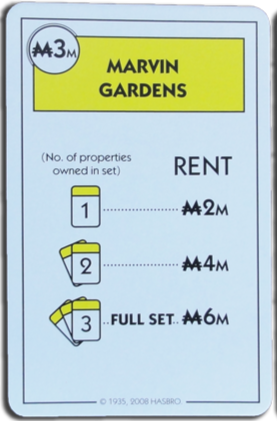 ₩3M
MARVIN
GARDENS
(No. of properties
owned in set)
RENT
1 ₩2M
2 ₩4M
3 FULL SET ₩6M
© 1935, 2008 HASBRO.